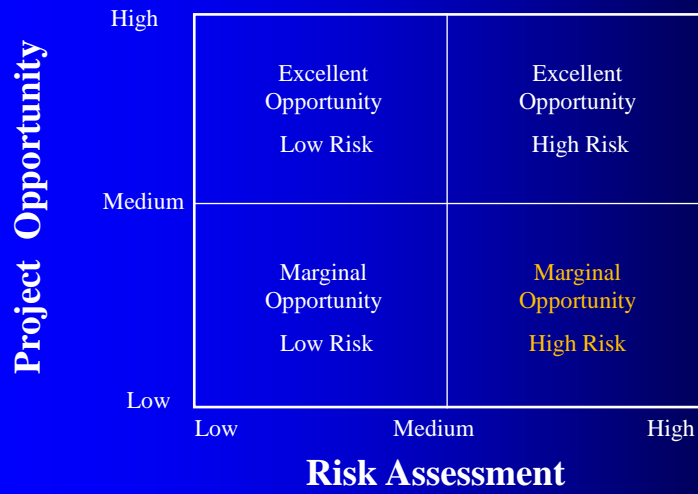 Project Opportunity
High
Excellent
Opportunity
Low Risk
Excellent
Opportunity
High Risk
Medium
Marginal
Opportunity
Low Risk
Marginal
Opportunity
High Risk
Low
Low
Medium
High
Risk Assessment